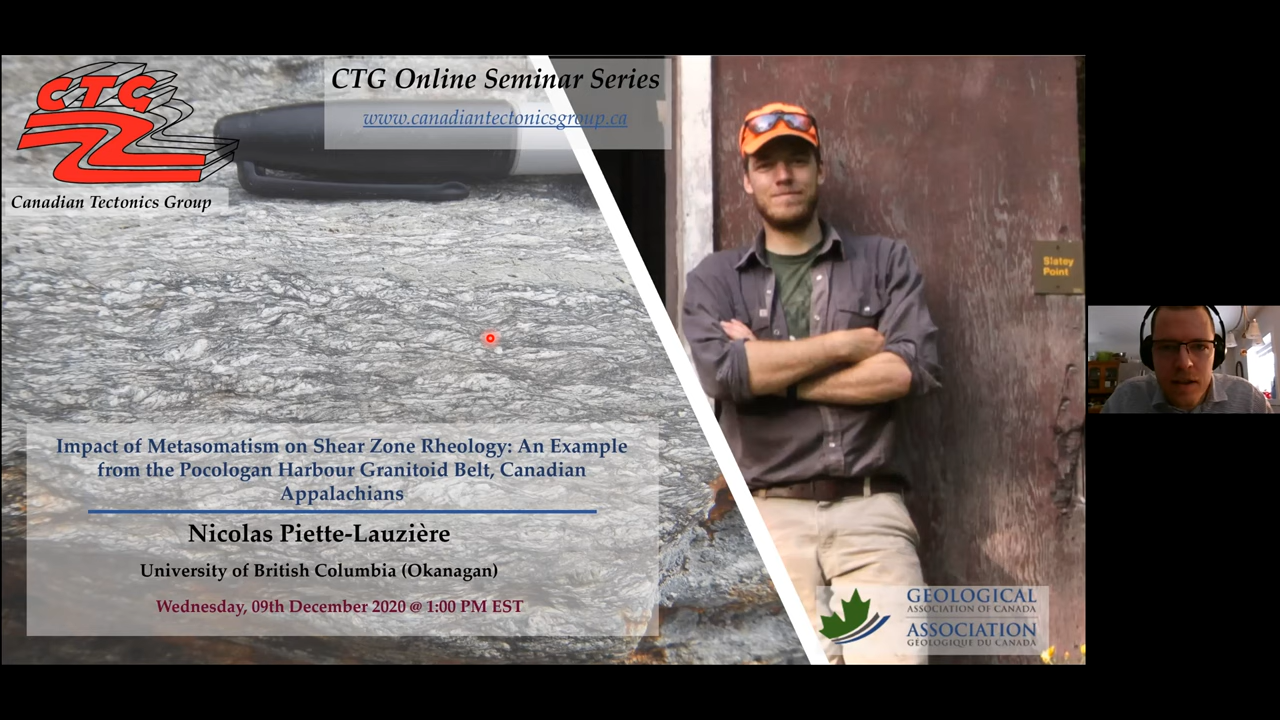 CTG
Canadian Tectonics Group
CTG Online Seminar Series
www.canadiantectonicsgroup.ca
Slatey
Point
Impact of Metasomatism on Shear Zone Rheology: An Example
from the Pocologan Harbour Granitoid Belt, Canadian
Appalachians
Nicolas Piette-Lauzière
University of British Columbia (Okanagan)
Wednesday, 09th December 2020 @ 1:00 PM EST
GEOLOGICAL
ASSOCIATION OF CANADA
ASSOCIATION
GÉOLOGIQUE DU CANADA